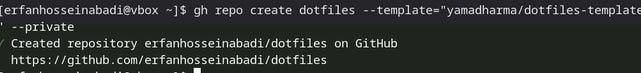 [erfanhosseinabadi@vbox ~]$ gh repo create dotfiles --template="yamadharma/dotfiles-template
" --private
✓ Created repository erfanhosseinabadi/dotfiles on GitHub
https://github.com/erfanhosseinabadi/dotfiles